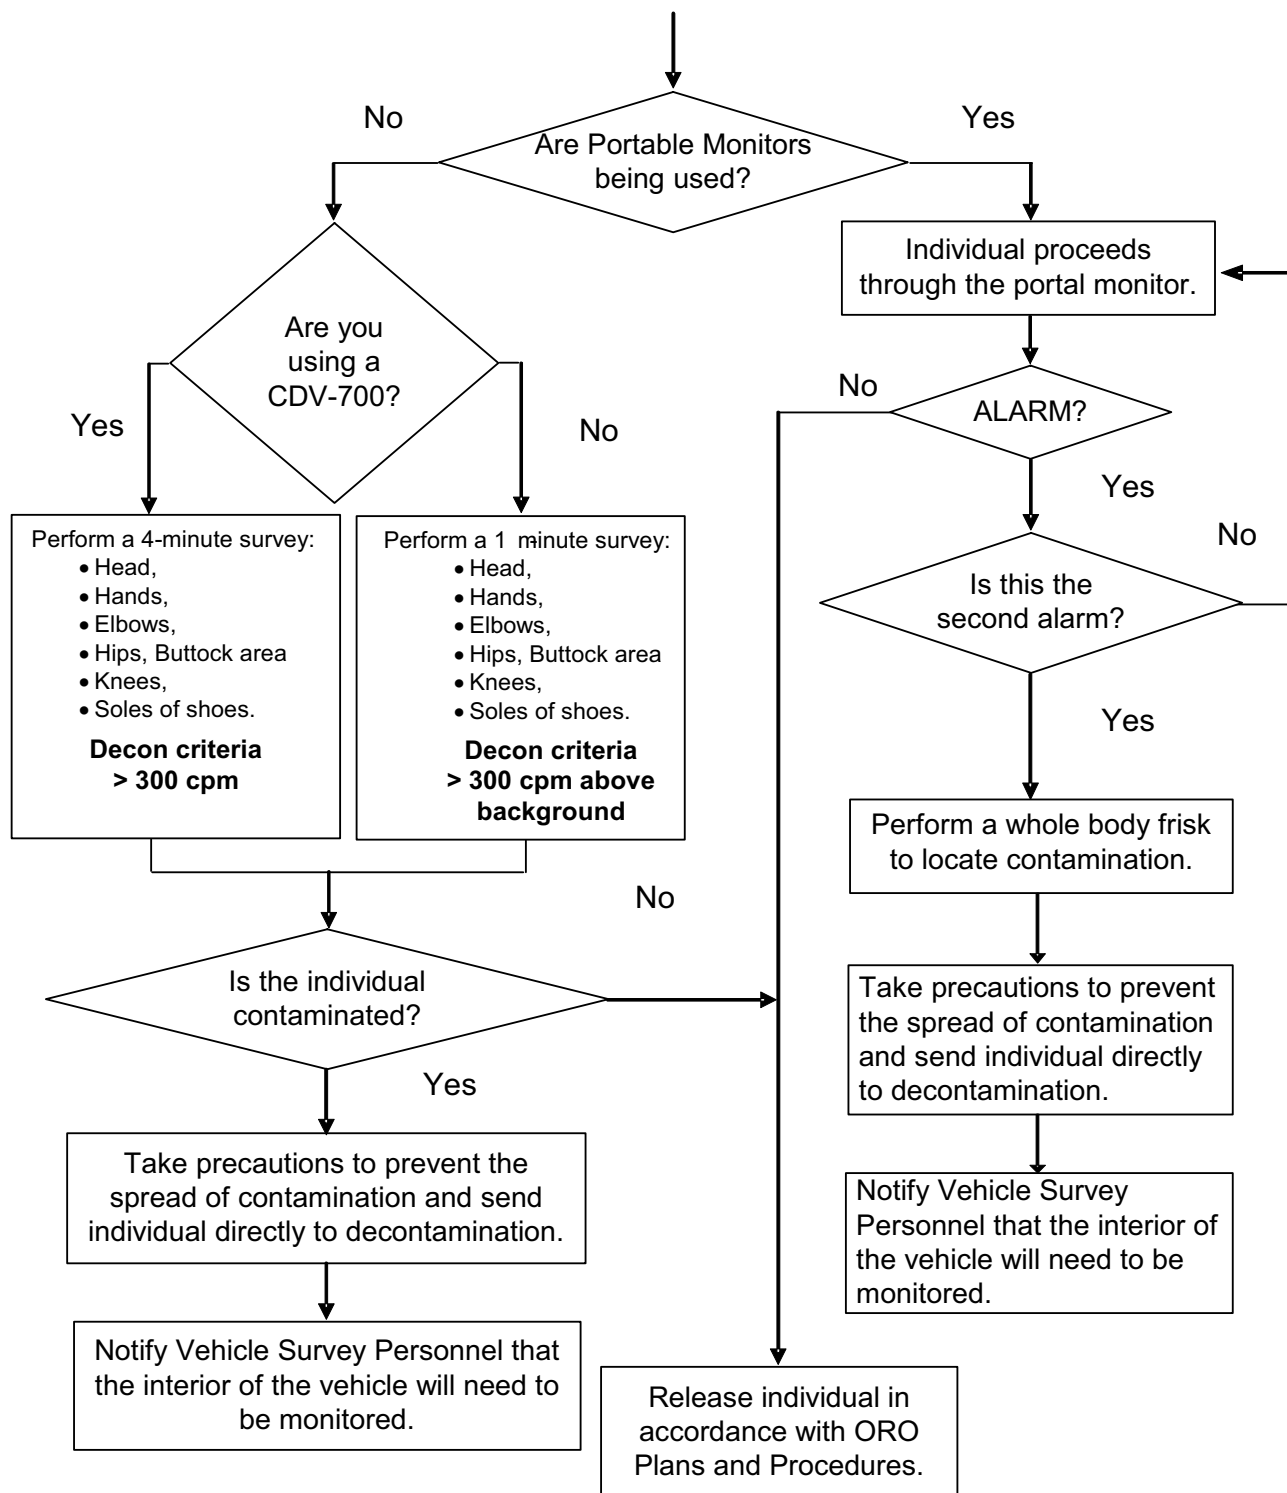 No
Yes
Are Portable Monitors
being used?
Individual proceeds
through the portal monitor.
Are you
using a
CDV-700?
Yes
No
No
ALARM?
Yes
No
Is this the
second alarm?
Yes
Perform a 4-minute survey:
• Head,
• Hands,
• Elbows,
• Hips, Buttock area
• Knees,
• Soles of shoes.
Decon criteria
> 300 cpm
Perform a 1 minute survey:
• Head,
• Hands,
• Elbows,
• Hips, Buttock area
• Knees,
• Soles of shoes.
Decon criteria
> 300 cpm above
background
Perform a whole body frisk
to locate contamination.
No
Is the individual
contaminated?
Yes
Take precautions to prevent
the spread of contamination
and send individual directly
to decontamination.
Take precautions to prevent the
spread of contamination and send
individual directly to decontamination.
Notify Vehicle Survey
Personnel that the interior of
the vehicle will need to be
monitored.
Notify Vehicle Survey Personnel that
the interior of the vehicle will need to
be monitored.
Release individual in
accordance with ORO
Plans and Procedures.